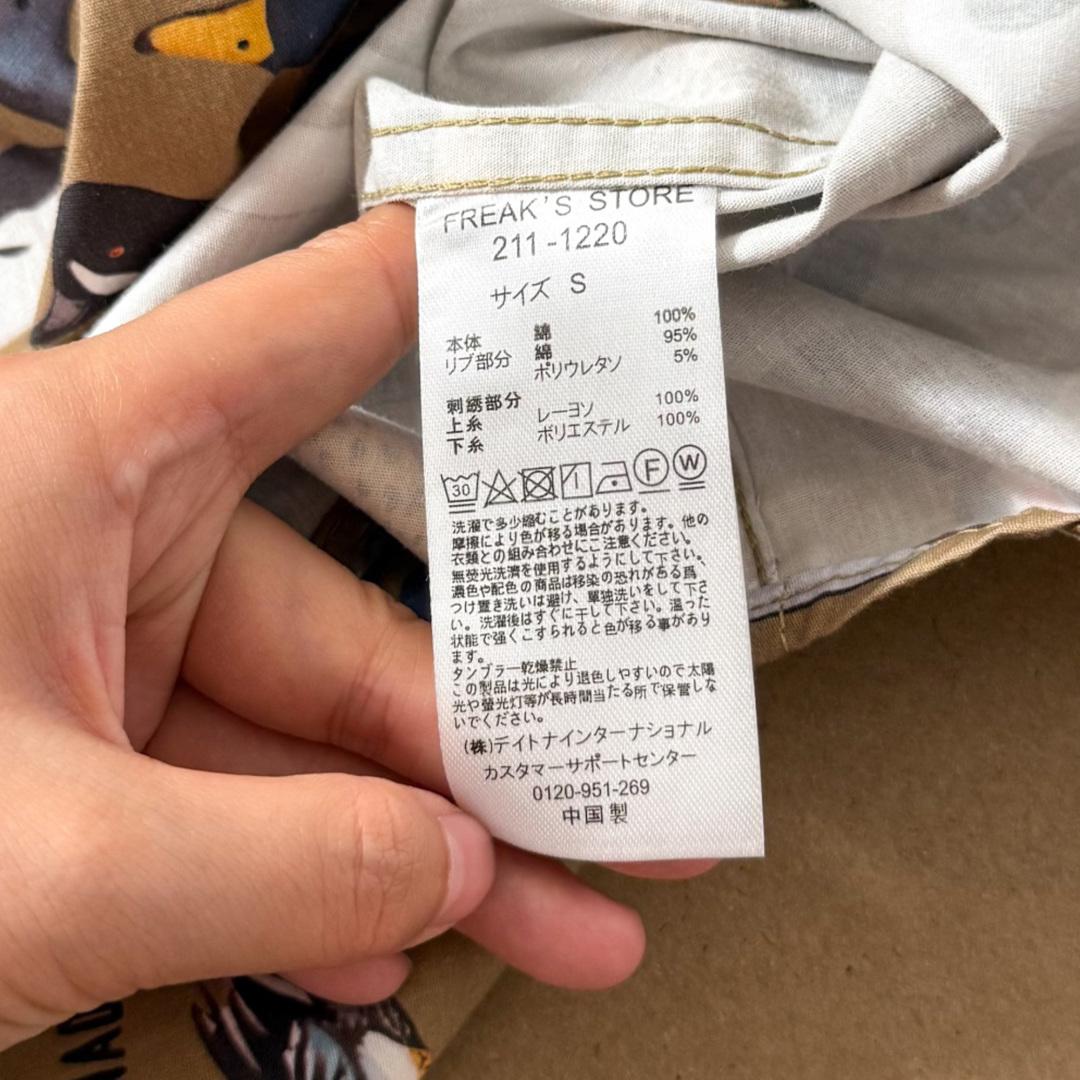 FREAK'S STORE
211-1220
サイズ S
本体 綿 100%
リブ部分 綿 95%
ポリウレタン 5%
刺繍部分
上糸 レーヨン 100%
下糸 ポリエステル 100%
30 F W
洗濯で多少縮むことがあります。
摩擦により色が移る場合があります。他の
衣類との組み合わせにご注意ください。
無蛍光洗濟を使用するようにして下さい、
濃色や配色の商品は移染の恐れがある爲
つけ置き洗いは避け、単独洗いをして下さ
い。洗濯後はすぐに干して下さい。温った
状能で强くこすられると色が移る事があり
ます。
タンブラー乾燥禁止
この製品は光により退色しやすいので太陽
光や螢光灯等が長時間当たる所で保管しな
いでください。
(株)デイトナインターナショナル
カスタマーサポートセンター
0120-951-269
中国製